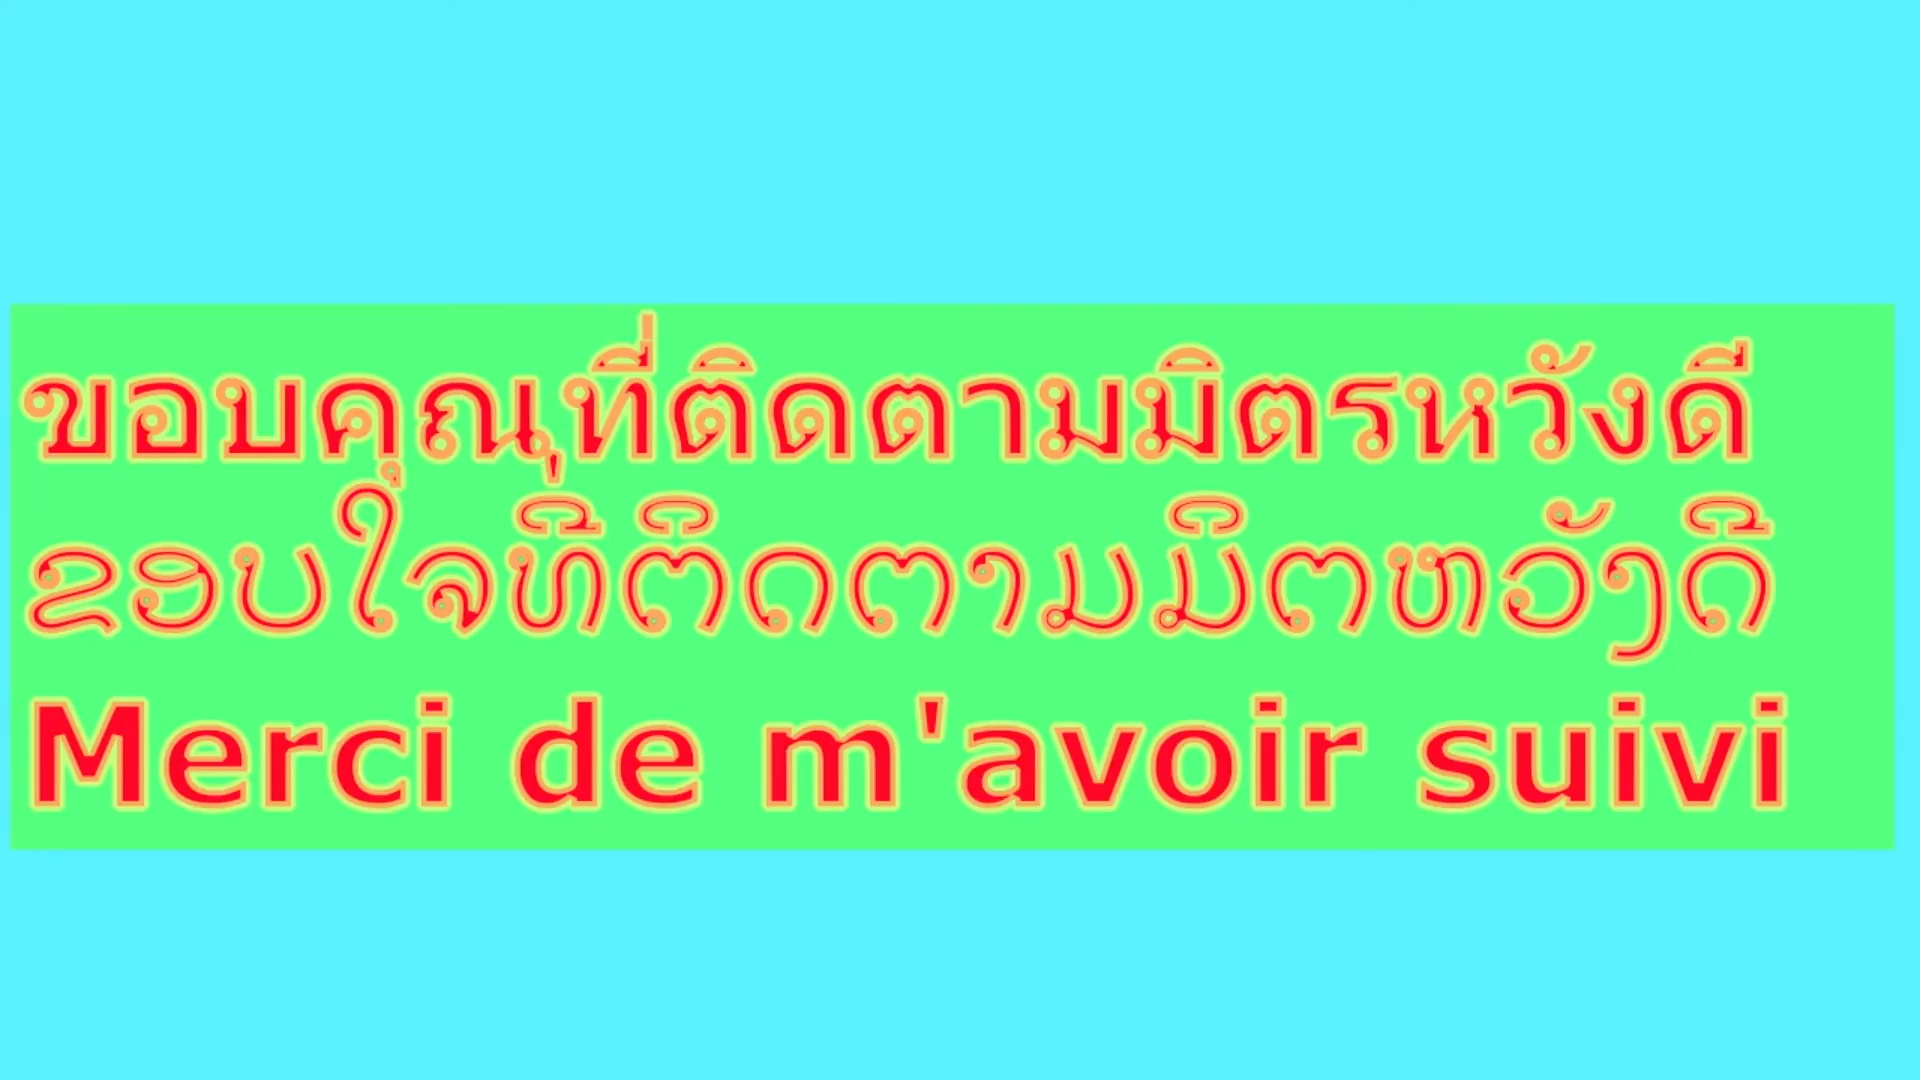 ขอบคุณที่ติดตามมิตรหวังดี
ຂອບໃຈທີ່ຕິດຕາມມິຕຫວັງດີ
Merci de m'avoir suivi